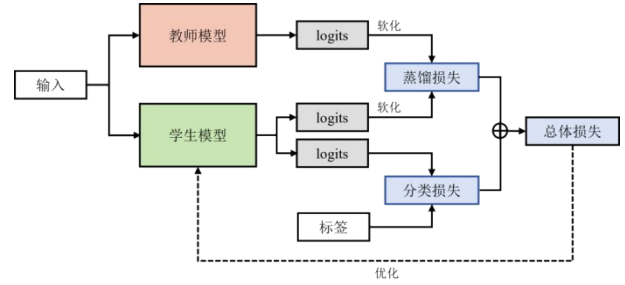 教师模型
logits
软化
输入
蒸馏损失
学生模型
logits
软化
总体损失
logits
分类损失
标签
优化